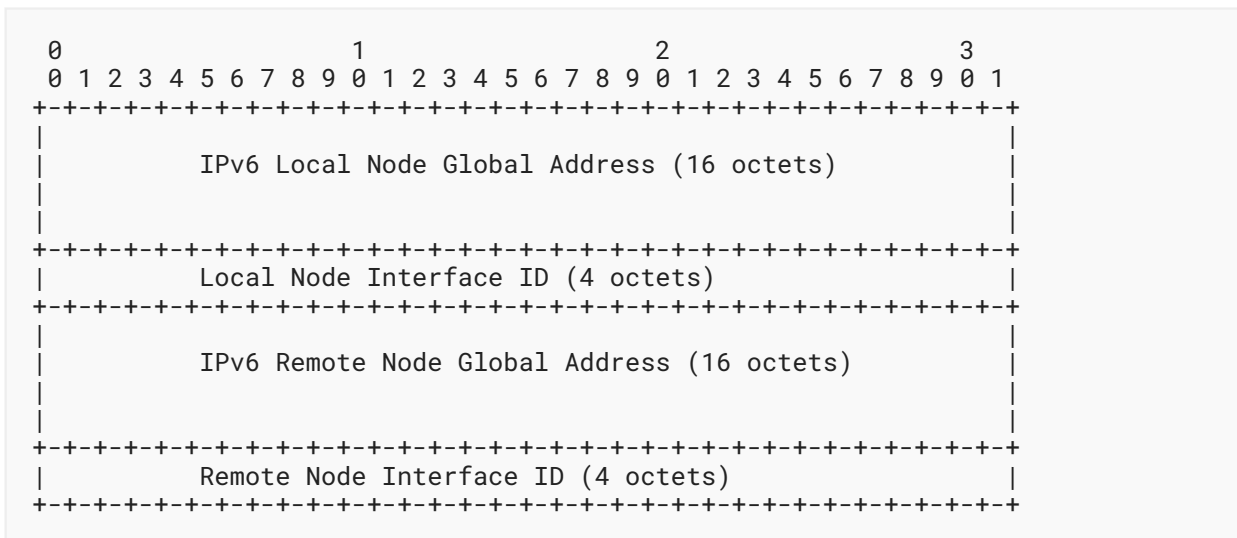 0                   1                   2                   3
 0 1 2 3 4 5 6 7 8 9 0 1 2 3 4 5 6 7 8 9 0 1 2 3 4 5 6 7 8 9 0 1
+-+-+-+-+-+-+-+-+-+-+-+-+-+-+-+-+-+-+-+-+-+-+-+-+-+-+-+-+-+-+-+-+
|                                                               |
|          IPv6 Local Node Global Address (16 octets)           |
|                                                               |
|                                                               |
+-+-+-+-+-+-+-+-+-+-+-+-+-+-+-+-+-+-+-+-+-+-+-+-+-+-+-+-+-+-+-+-+
|          Local Node Interface ID (4 octets)                   |
+-+-+-+-+-+-+-+-+-+-+-+-+-+-+-+-+-+-+-+-+-+-+-+-+-+-+-+-+-+-+-+-+
|                                                               |
|          IPv6 Remote Node Global Address (16 octets)          |
|                                                               |
|                                                               |
+-+-+-+-+-+-+-+-+-+-+-+-+-+-+-+-+-+-+-+-+-+-+-+-+-+-+-+-+-+-+-+-+
|          Remote Node Interface ID (4 octets)                  |
+-+-+-+-+-+-+-+-+-+-+-+-+-+-+-+-+-+-+-+-+-+-+-+-+-+-+-+-+-+-+-+-+